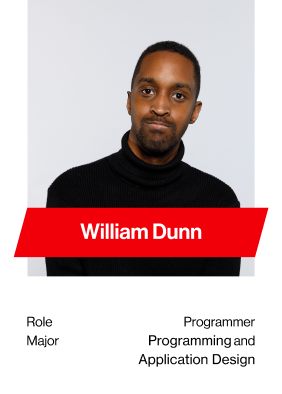 William Dunn
Role Programmer
Major Programming and
Application Design